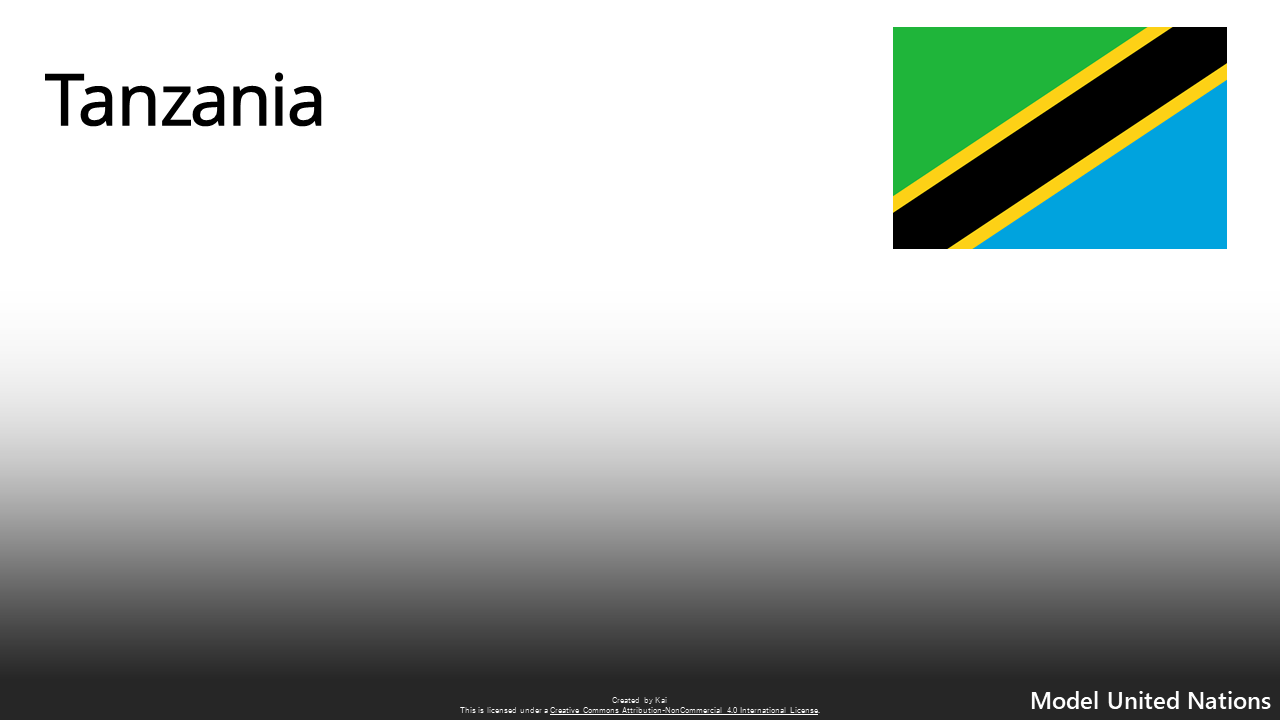 Tanzania
Created by Kai
This is licensed under a Creative Commons Attribution-NonCommercial 4.0 International License.
Model United Nations